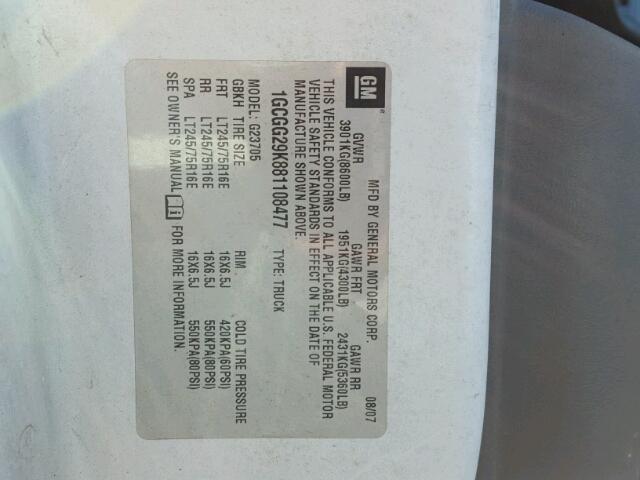 GM
MFD BY GENERAL MOTORS CORP. 08/07
GVWR GAWR FRT GAWR RR
3901KG(8600LB) 1951KG(4300LB) 2431KG(5360LB)
THIS VEHICLE CONFORMS TO ALL APPLICABLE U.S. FEDERAL MOTOR
VEHICLE SAFETY STANDARDS IN EFFECT ON THE DATE OF
MANUFACTURE SHOWN ABOVE.
1GCGG29K881108477 TYPE: TRUCK
MODEL: G23705
GBKH TIRE SIZE RIM COLD TIRE PRESSURE
FRT LT245/75R16E 16X6.5J 420KPA(60PSI)
RR LT245/75R16E 16X6.5J 550KPA(80PSI)
SPA LT245/75R16E 16X6.5J 550KPA(80PSI)
SEE OWNER'S MANUAL FOR MORE INFORMATION.